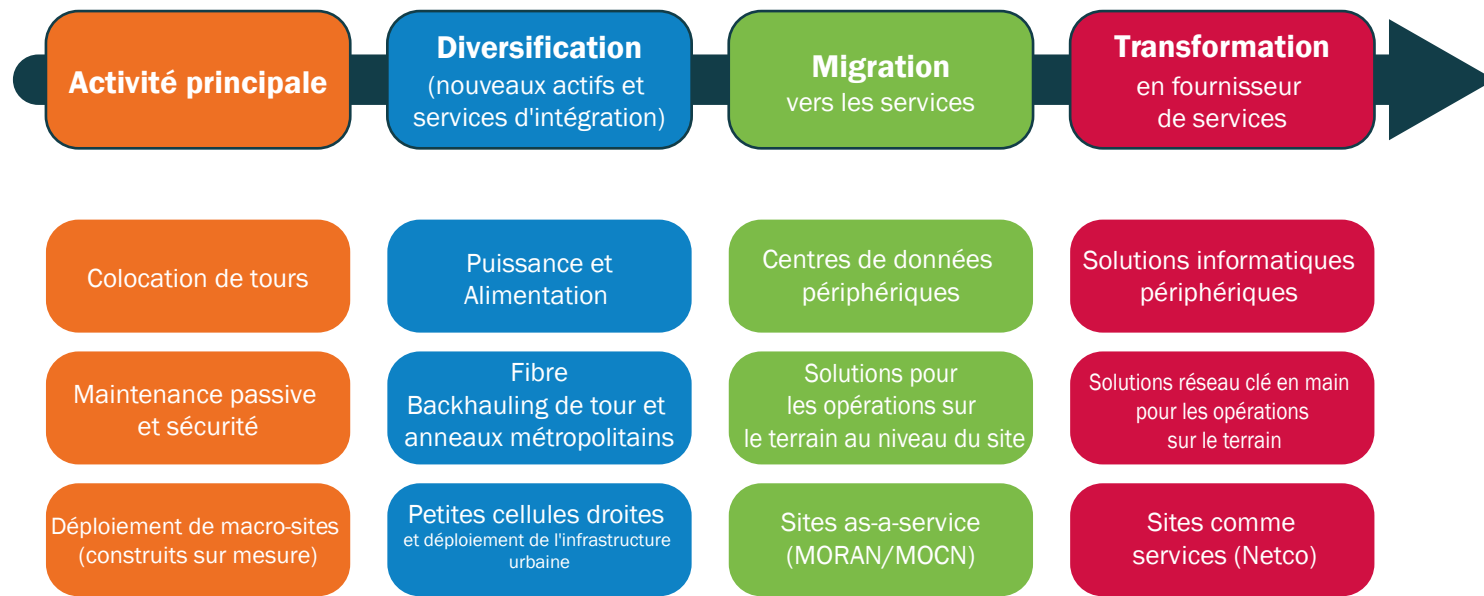 Activité principale
Diversification
(nouveaux actifs et
services d'intégration)
Migration
vers les services
Transformation
en fournisseur
de services
Colocation de tours
Puissance et
Alimentation
Centres de données
périphériques
Solutions informatiques
périphériques
Maintenance passive
et sécurité
Fibre
Backhauling de tour et
anneaux métropolitains
Solutions pour
les opérations sur
le terrain au niveau du site
Solutions réseau clé en main
pour les opérations
sur le terrain
Déploiement de macro-sites
(construits sur mesure)
Petites cellules droites
et déploiement de l'infrastructure
urbaine
Sites as-a-service
(MORAN/MOCN)
Sites comme
services (Netco)